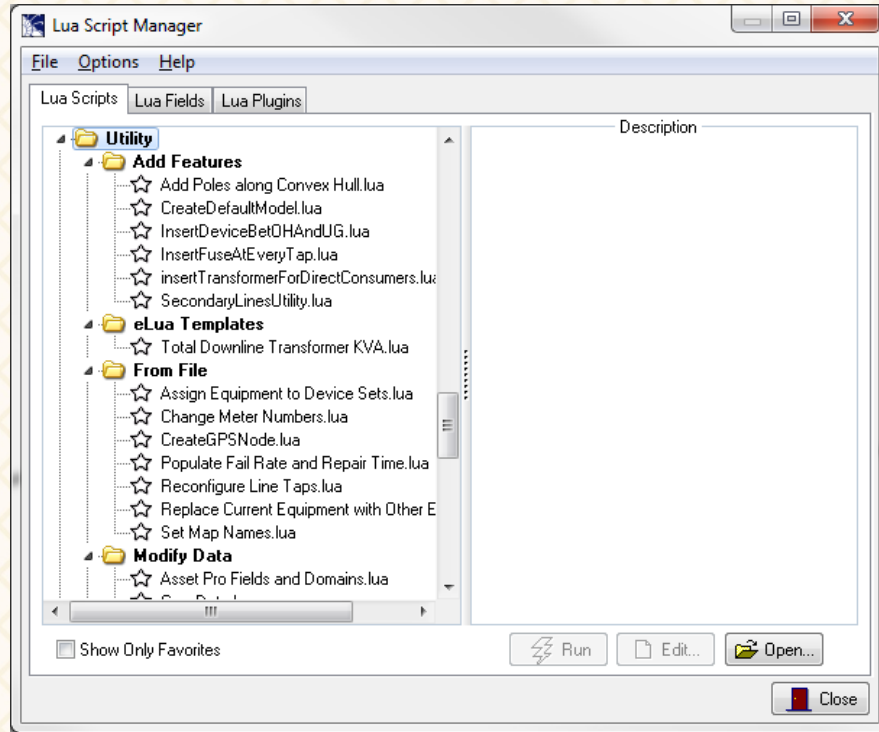 Lua Script Manager
File Options Help
Lua Scripts Lua Fields Lua Plugins
Utility
Add Features
Add Poles along Convex Hull.lua
CreateDefaultModel.lua
InsertDeviceBetOHAndUG.lua
InsertFuseAtEveryTap.lua
insertTransformerForDirectConsumers.lua
SecondaryLinesUtility.lua
eLua Templates
Total Downline Transformer KVA.lua
From File
Assign Equipment to Device Sets.lua
Change Meter Numbers.lua
CreateGPSNode.lua
Populate Fail Rate and Repair Time.lua
Reconfigure Line Taps.lua
Replace Current Equipment with Other E
Set Map Names.lua
Modify Data
Asset Pro Fields and Domains.lua
Description
Show Only Favorites
Run Edit... Open...
Close